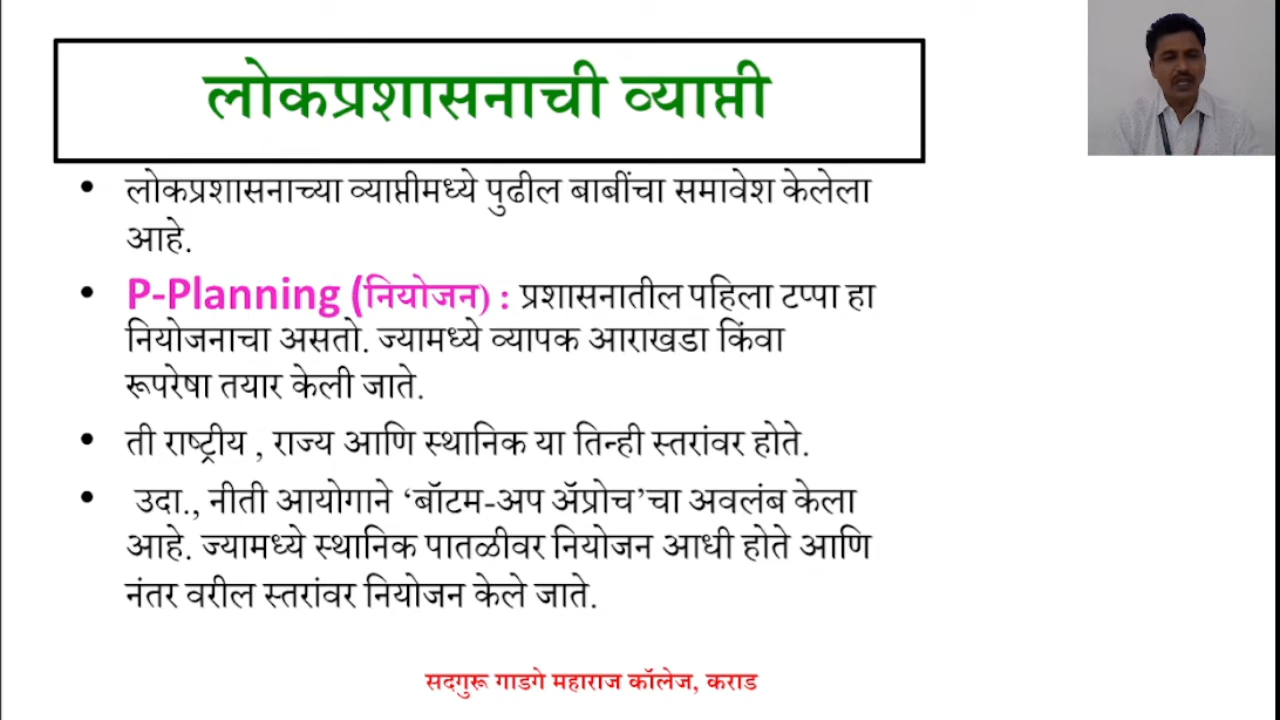 लोकप्रशासनाची व्याप्ती
• लोकप्रशासनाच्या व्याप्तीमध्ये पुढील बाबींचा समावेश केलेला
आहे.
• P-Planning (नियोजन) : प्रशासनातील पहिला टप्पा हा
नियोजनाचा असतो. ज्यामध्ये व्यापक आराखडा किंवा
रूपरेषा तयार केली जाते.
• ती राष्ट्रीय , राज्य आणि स्थानिक या तिन्ही स्तरांवर होते.
• उदा., नीती आयोगाने ‘बॉटम-अप ॲप्रोच’चा अवलंब केला
आहे. ज्यामध्ये स्थानिक पातळीवर नियोजन आधी होते आणि
नंतर वरील स्तरांवर नियोजन केले जाते.
सदगुरू गाडगे महाराज कॉलेज, कराड